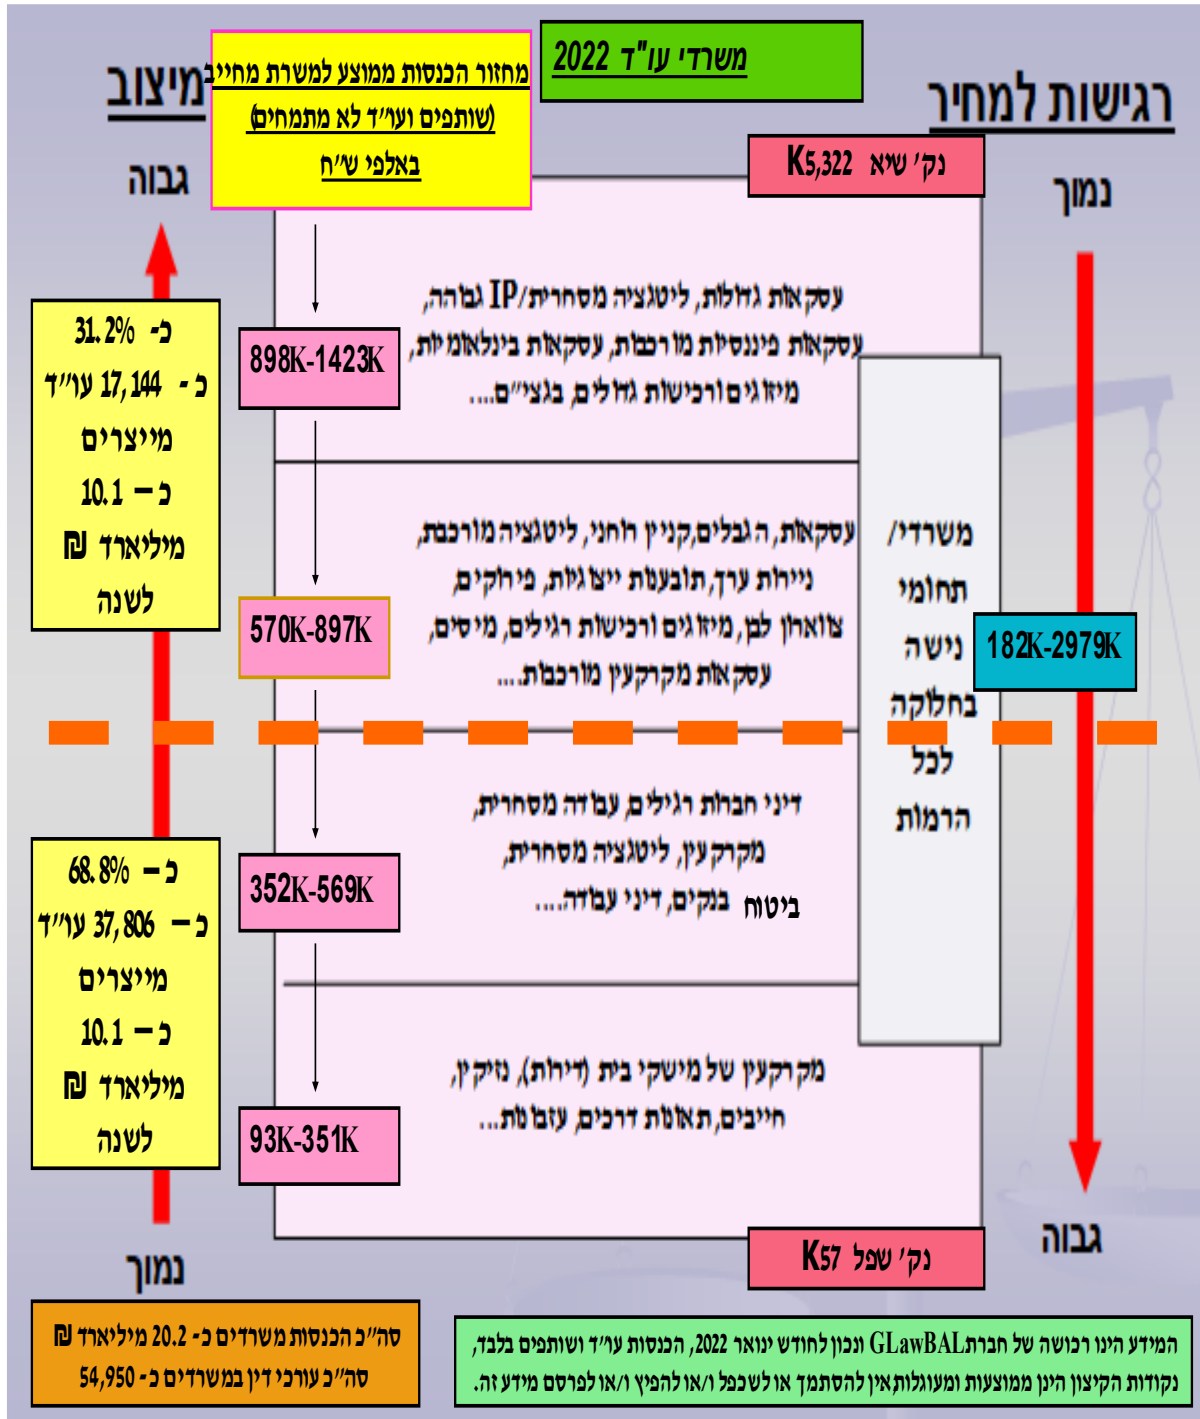 משרדי עו"ד 2022
מחזור הכנסות ממוצע למשרת מחייב
(שותפים ועו״ד לא מתמחים)
באלפי ש״ח
רגישות למחיר
נמוך
גבוה
מיצוב
גבוה
נמוך
נק׳ שיא K5,322
עסקאות גדולות, ליטגציה מסחרית/IP גבוהה,
עסקאות פיננסיות מורכבות, עסקאות בינלאומיות,
מיזוגים ורכישות גדולים, בגצי״ם....
898K-1423K
עסקאות, הגבלים,קניין רוחני, ליטגציה מורכבת,
ניירות ערך,תובענות ייצוגיות, פירוקים,
צווארון לבן, מיזוגים ורכישות רגילים, מיסים,
עסקאות מקרקעין מורכבות....
570K-897K
דיני חברות רגילים, עבודה מסחרית,
מקרקעין, ליטגציה מסחרית,
ביטוח בנקים, דיני עבודה....
352K-569K
מקרקעין של מישקי בית (דירות), נזיקין,
חייבים,תאונות דרכים, עזבונות...
93K-351K
נק׳ שפל K57
משרדי/
תחומי
נישה
בחלוקה
לכל
הרמות
182K-2979K
כ- 31.2%
כ - 17,144 עו״ד
מייצרים
כ – 10.1
מיליארד ₪
לשנה
כ – 68.8%
כ – 37,806 עו״ד
מייצרים
כ – 10.1
מיליארד ₪
לשנה
סה״כ הכנסות משרדים כ- 20.2 מיליארד ₪
סה״כ עורכי דין במשרדים כ- 54,950
המידע הינו רכושה של חברת GLawBAL ונכון לחודש ינואר 2022, הכנסות עו״ד ושותפים בלבד,
נקודות הקיצון הינן ממוצעות ומעוגלות,אין להסתמך או לשכפל ו/או להפיץ ו/או לפרסם מידע זה.